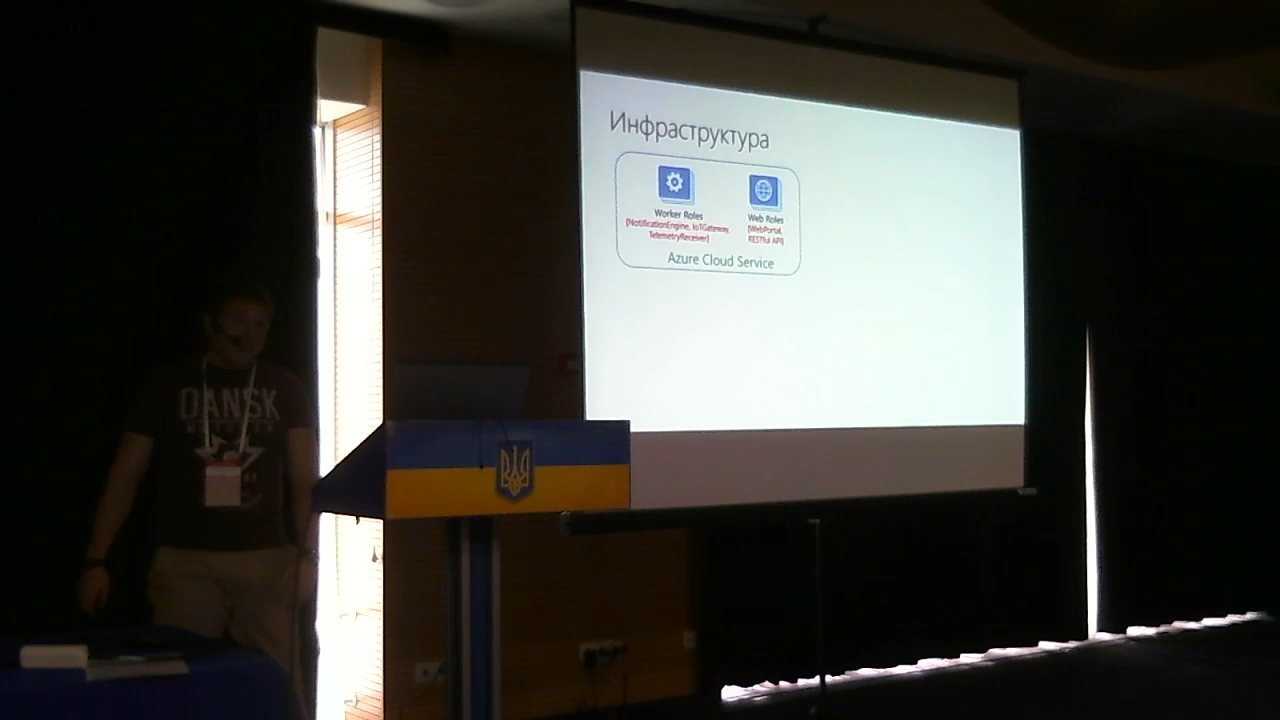 Инфраструктура
Worker Roles
[NotificationEngine, IoTGateway,
TelemetryReceiver]
Web Roles
[WebPortal,
RESTful API]
Azure Cloud Service
DANSK